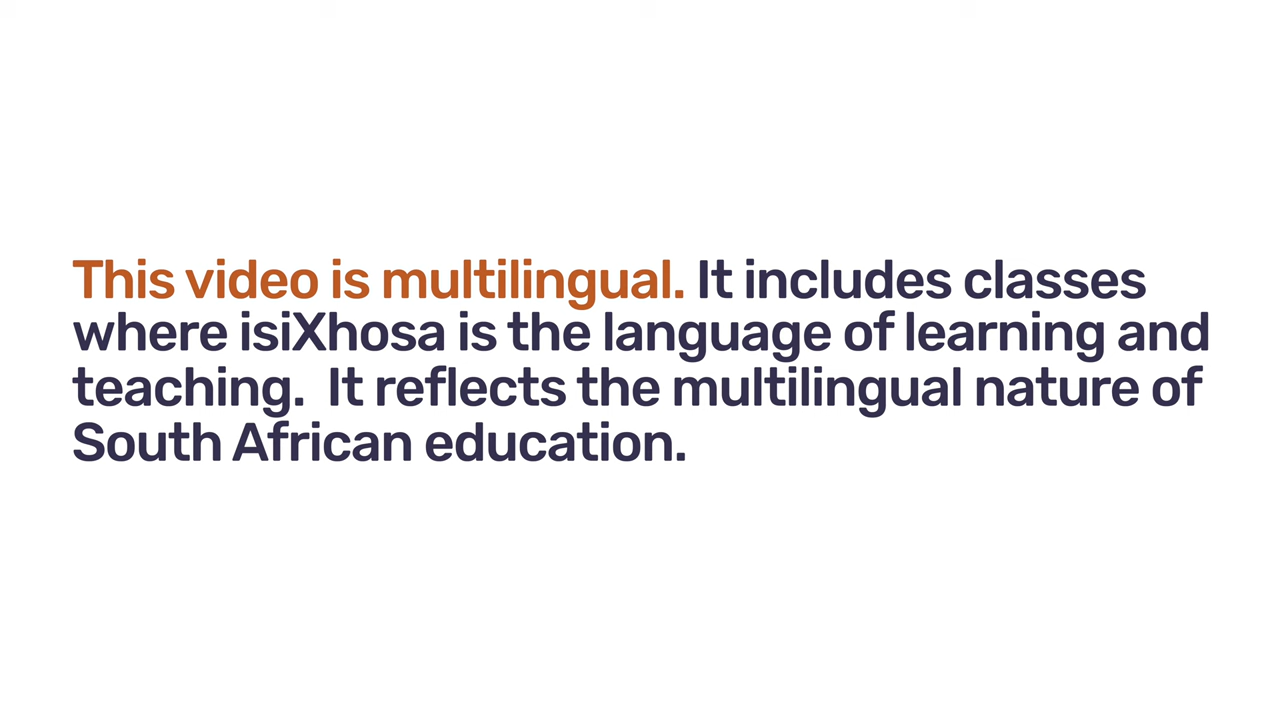 This video is multilingual. It includes classes
where isiXhosa is the language of learning and
teaching.  It reflects the multilingual nature of
South African education.